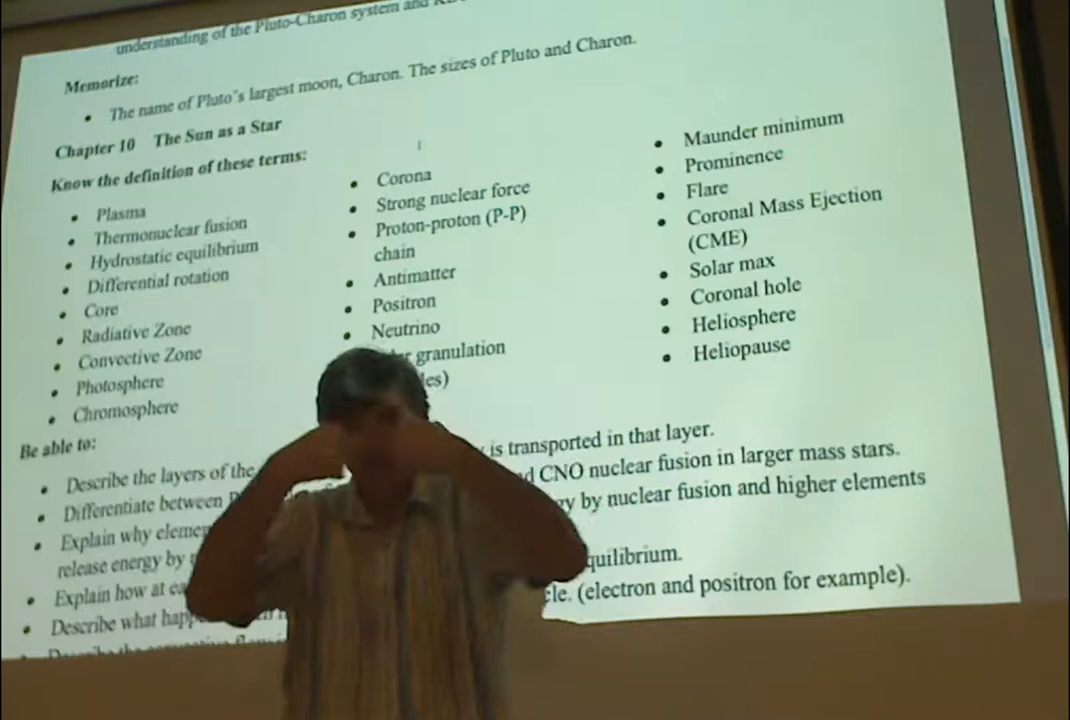 understanding of the Pluto-Charon system and
Memorize:
• The name of Pluto's largest moon, Charon. The sizes of Pluto and Charon.
Chapter 10 The Sun as a Star
Know the definition of these terms:
• Plasma
• Thermonuclear fusion
• Hydrostatic equilibrium
• Differential rotation
• Core
• Radiative Zone
• Convective Zone
• Photosphere
• Chromosphere
• Corona
• Strong nuclear force
• Proton-proton (P-P)
chain
• Antimatter
• Positron
• Neutrino
granulation
• Maunder minimum
• Prominence
• Flare
• Coronal Mass Ejection
(CME)
• Solar max
• Coronal hole
• Heliosphere
• Heliopause
Be able to:
• Describe the layers of the is transported in that layer.
• Differentiate between CNO nuclear fusion in larger mass stars.
• Explain why by nuclear fusion and higher elements
release energy by
• Explain how at
• Describe what (electron and positron for example).